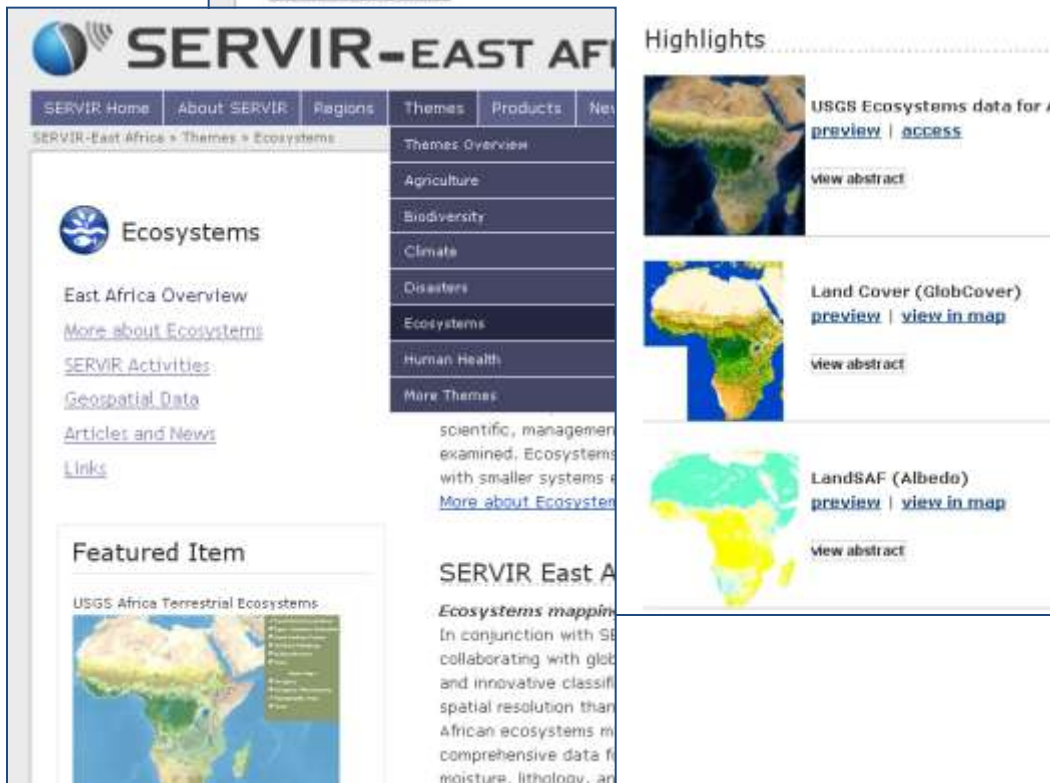 SERVIR-EAST AF
SERVIR Home
About SERVIR
Regions
Themes
Products
SERVIR-East Africa » Themes » Ecosystems
Themes Overview
Agriculture
Biodiversity
Climate
Disasters
Ecosystems
Human Health
More Themes
Ecosystems
East Africa Overview
More about Ecosystems
SERVIR Activities
Geospatial Data
Articles and News
Links
scientific, managemen
examined. Ecosystems
with smaller systems
More about Ecosystem
Featured Item
USGS Africa Terrestrial Ecosystems
SERVIR East A
Ecosystems mapping
In conjunction with SE
collaborating with glob
and innovative classifi
spatial resolution than
African ecosystems m
comprehensive data f
moisture, lithology, an
Highlights
USGS Ecosystems data for A
preview | access
view abstract
Land Cover (GlobCover)
preview | view in map
view abstract
LandSAF (Albedo)
preview | view in map
view abstract